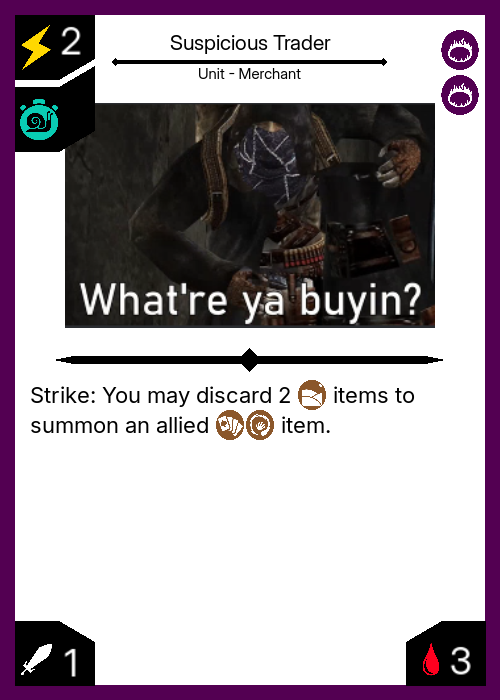 2
Suspicious Trader
Unit - Merchant
What're ya buyin?
Strike: You may discard 2 items to
summon an allied item.
1
3